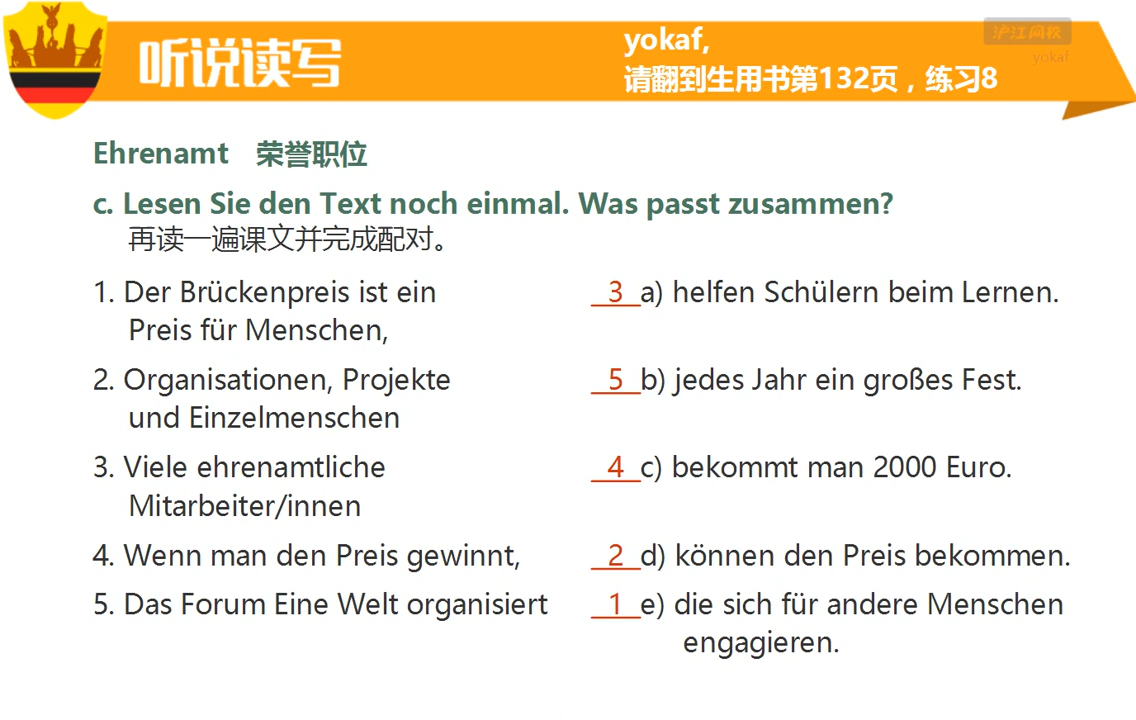 听说读写
yokaf,
请翻到生用书第132页，练习8
沪江网校
yokaf
Ehrenamt 荣誉职位
c. Lesen Sie den Text noch einmal. Was passt zusammen?
再读一遍课文并完成配对。
1. Der Brückenpreis ist ein
Preis für Menschen,
3 a) helfen Schülern beim Lernen.
2. Organisationen, Projekte
und Einzelmenschen
5 b) jedes Jahr ein großes Fest.
3. Viele ehrenamtliche
Mitarbeiter/innen
4 c) bekommt man 2000 Euro.
4. Wenn man den Preis gewinnt,
2 d) können den Preis bekommen.
5. Das Forum Eine Welt organisiert
1 e) die sich für andere Menschen
engagieren.